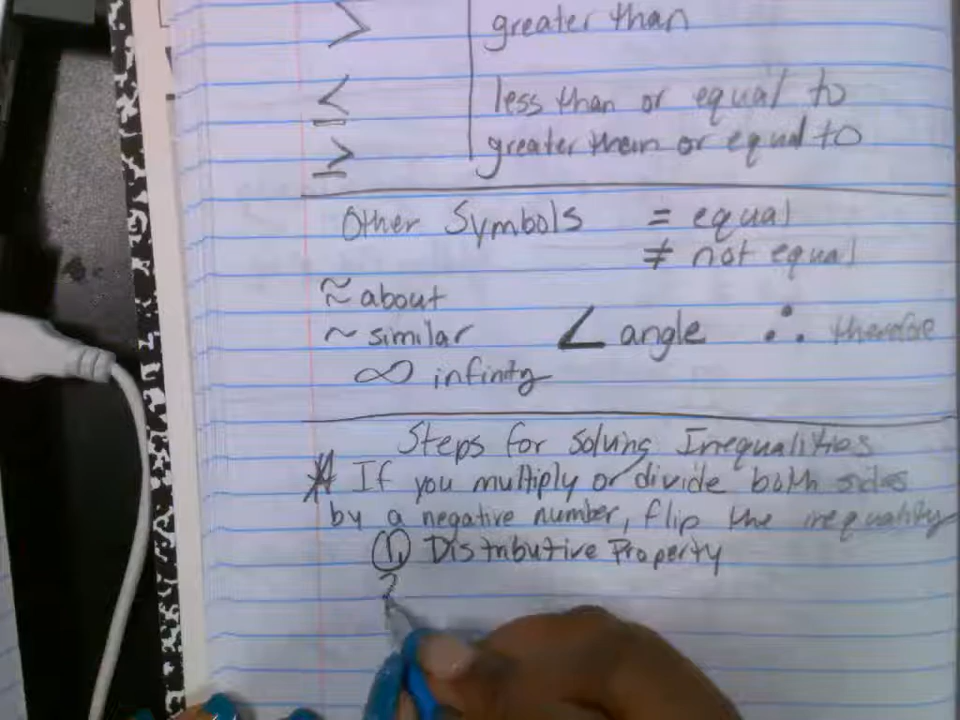 > greater than
≤ less than or equal to
≥ greater than or equal to
Other Symbols = equal
≠ not equal
≈ about
~ similar ∠ angle ∴ therefore
∞ infinity
Steps for solving Inequalities
* If you multiply or divide both sides
by a negative number, flip the inequality
① Distributive Property
2